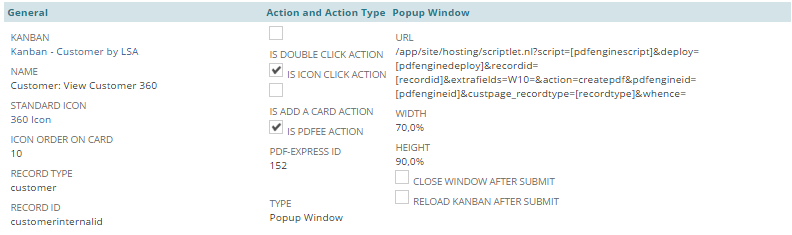 General
KANBAN
Kanban - Customer by LSA
NAME
Customer: View Customer 360
STANDARD ICON
360 Icon
ICON ORDER ON CARD
10
RECORD TYPE
customer
RECORD ID
customerinternalid
Action and Action Type
IS DOUBLE CLICK ACTION
IS ICON CLICK ACTION
IS ADD A CARD ACTION
IS PDFEE ACTION
PDF-EXPRESS ID
152
TYPE
Popup Window
Popup Window
URL
/app/site/hosting/scriptlet.nl?script=[pdfenginescript]&deploy=
[pdfenginedeploy]&recordid=
[recordid]&extrafields=W10=&action=createpdf&pdfengineid=
[pdfengineid]&custpage_recordtype=[recordtype]&whence=
WIDTH
70,0%
HEIGHT
90,0%
CLOSE WINDOW AFTER SUBMIT
RELOAD KANBAN AFTER SUBMIT